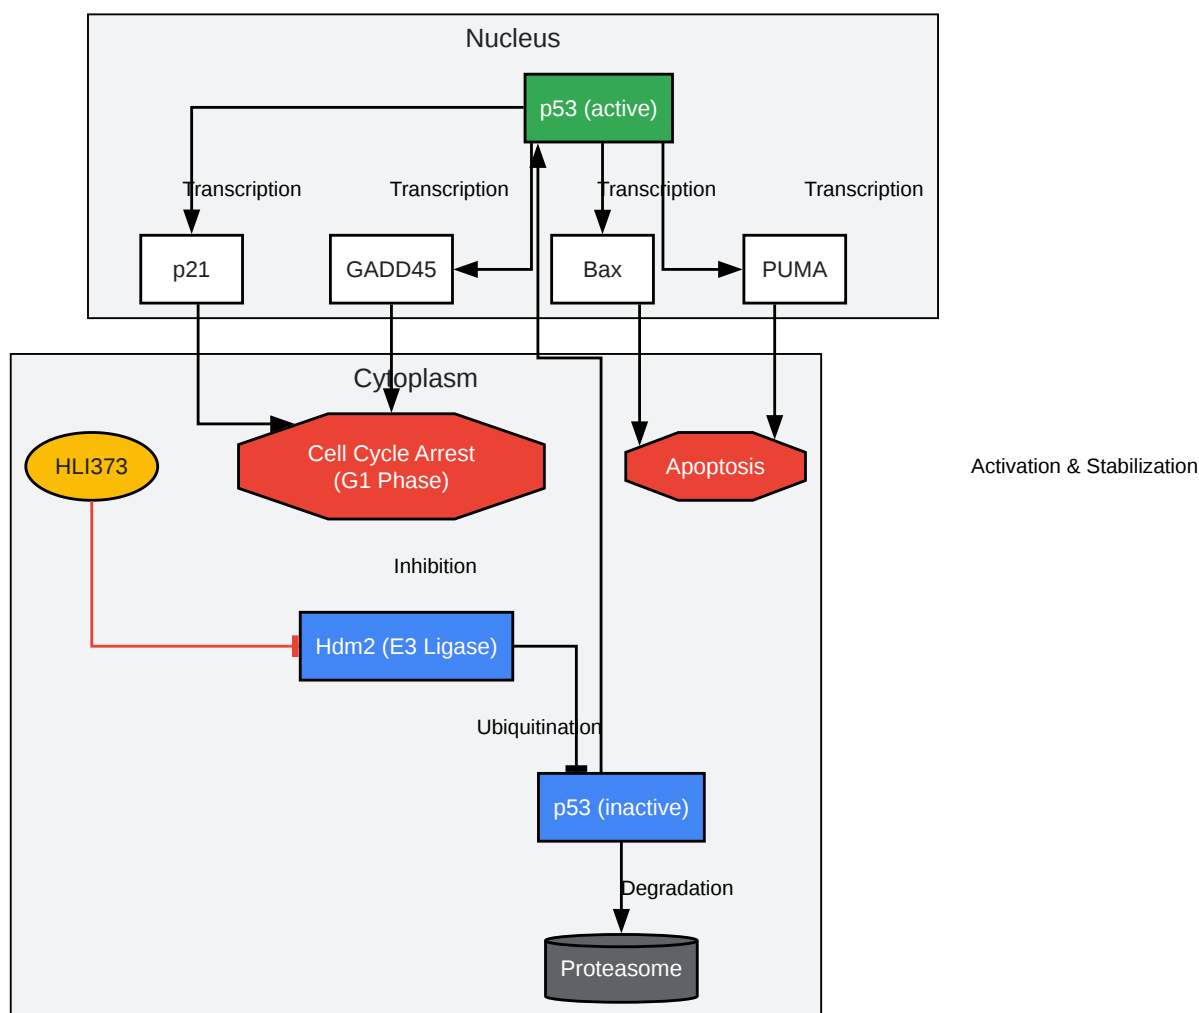 Nucleus
p53 (active)
Transcription
Transcription
Transcription
Transcription
p21
GADD45
Bax
PUMA
Cytoplasm
HLI373
Cell Cycle Arrest
(G1 Phase)
Apoptosis
Activation & Stabilization
Inhibition
Hdm2 (E3 Ligase)
Ubiquitination
p53 (inactive)
Degradation
Proteasome